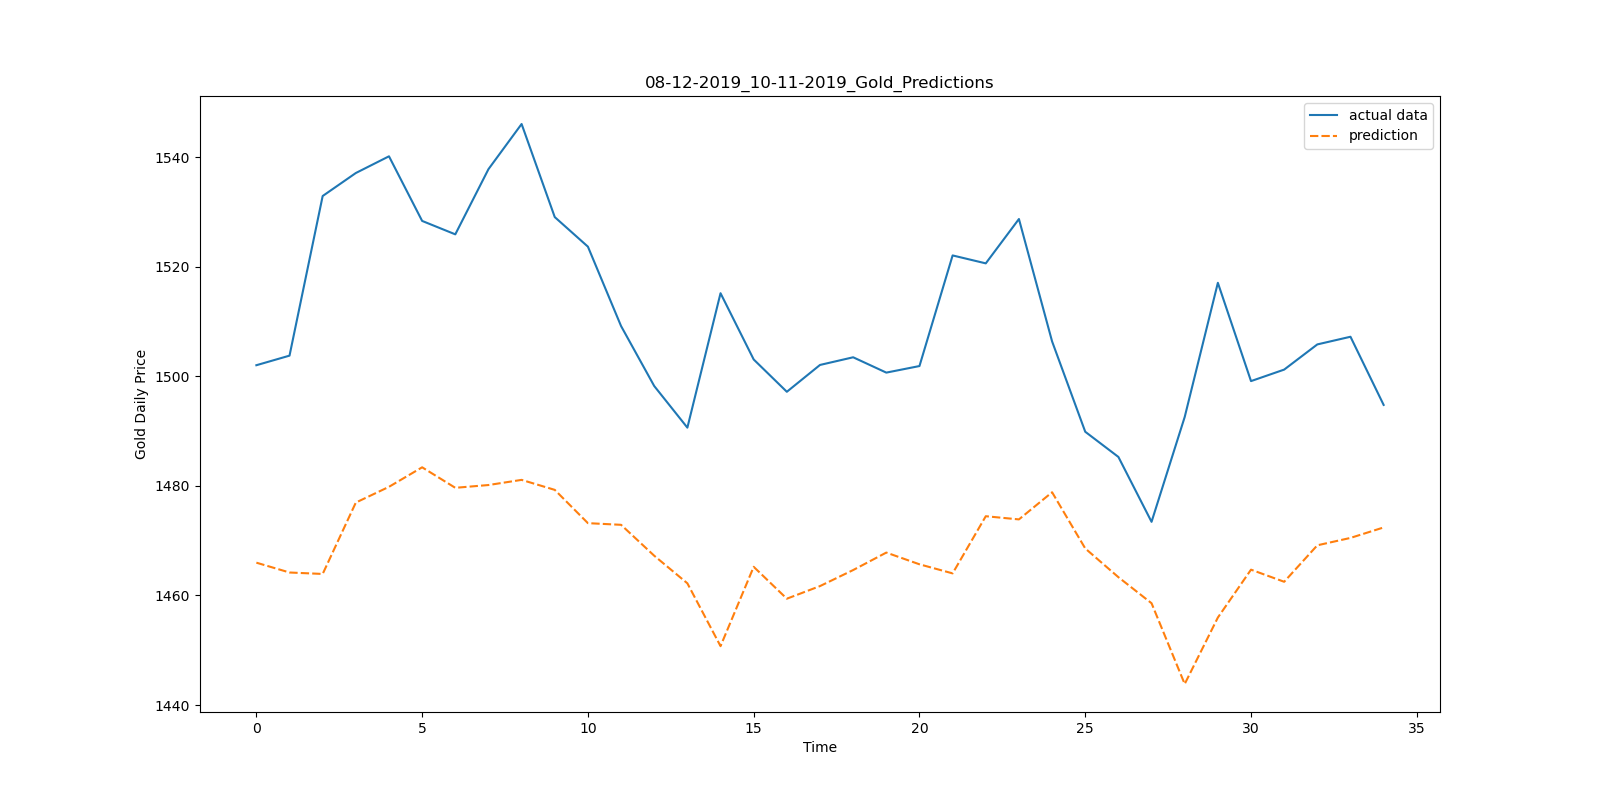 08-12-2019_10-11-2019_Gold_Predictions
actual data
prediction
1540
1520
1500
1480
1460
1440
Gold Daily Price
0 5 10 15 20 25 30 35
Time